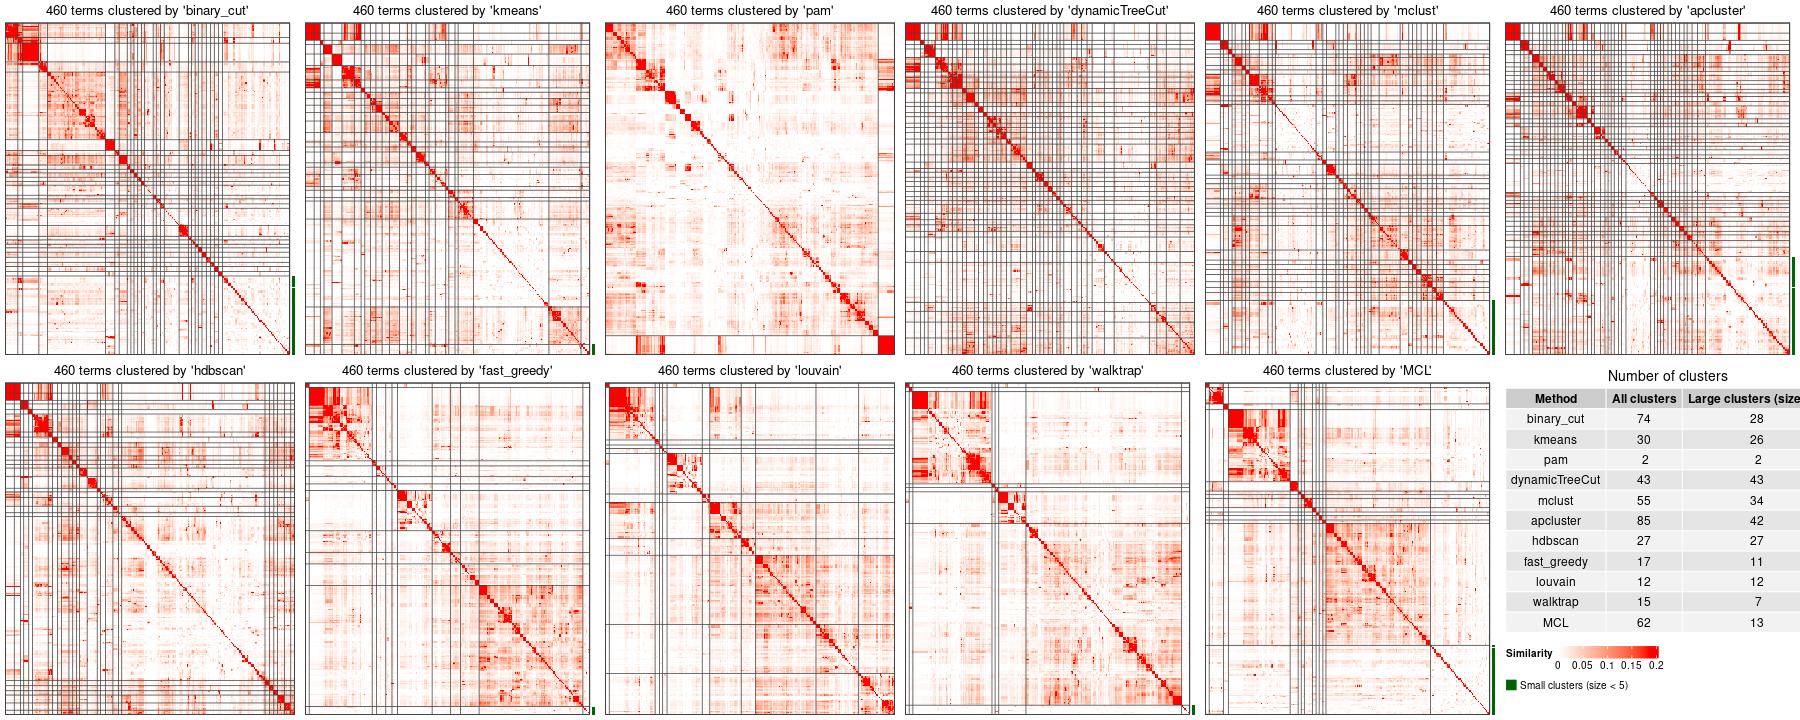 460 terms clustered by 'binary_cut'
460 terms clustered by 'kmeans'
460 terms clustered by 'pam'
460 terms clustered by 'dynamicTreeCut'
460 terms clustered by 'mclust'
460 terms clustered by 'apcluster'
460 terms clustered by 'hdbscan'
460 terms clustered by 'fast_greedy'
460 terms clustered by 'louvain'
460 terms clustered by 'walktrap'
460 terms clustered by 'MCL'
Number of clusters
Method All clusters Large clusters (size
binary_cut 74 28
kmeans 30 26
pam 2 2
dynamicTreeCut 43 43
mclust 55 34
apcluster 85 42
hdbscan 27 27
fast_greedy 17 11
louvain 12 12
walktrap 15 7
MCL 62 13
Similarity
0 0.05 0.1 0.15 0.2
Small clusters (size < 5)